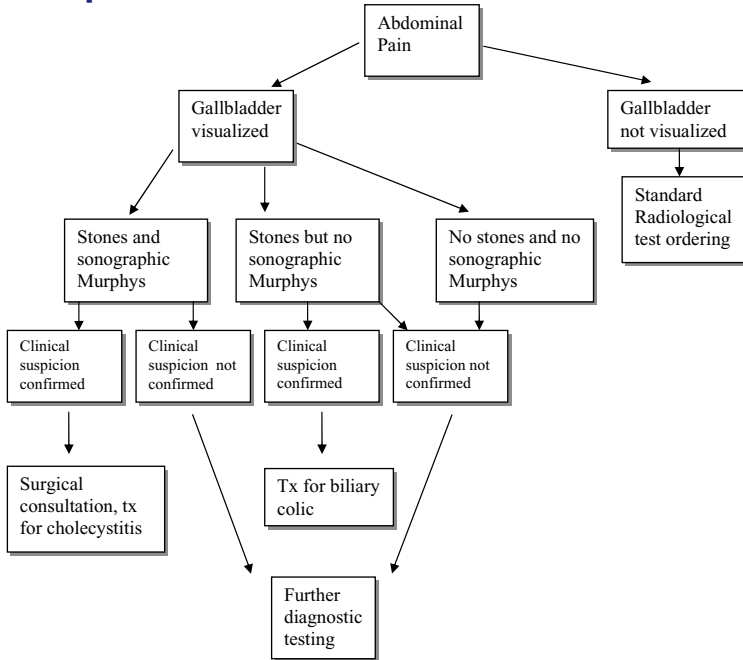 Abdominal
Pain
Gallbladder
visualized
Gallbladder
not visualized
Standard
Radiological
test ordering
Stones and
sonographic
Murphys
Stones but no
sonographic
Murphys
No stones and no
sonographic
Murphys
Clinical
suspicion
confirmed
Clinical
suspicion not
confirmed
Clinical
suspicion
confirmed
Clinical
suspicion not
confirmed
Surgical
consultation, tx
for cholecystitis
Tx for biliary
colic
Further
diagnostic
testing